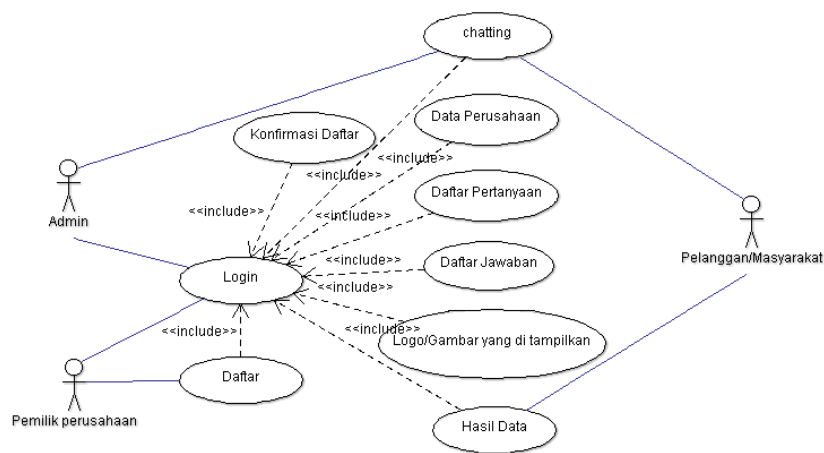 chatting
Data Perusahaan
Konfirmasi Daftar
<<include>>
<<include>>
Daftar Pertanyaan
<<include>>
<<include>>
Admin
<<include>>
Pelanggan/Masyarakat
Daftar Jawaban
Login
<<include>>
<<include>>
<<include>>
Logo/Gambar yang di tampilkan
Daftar
Pemilik perusahaan
Hasil Data